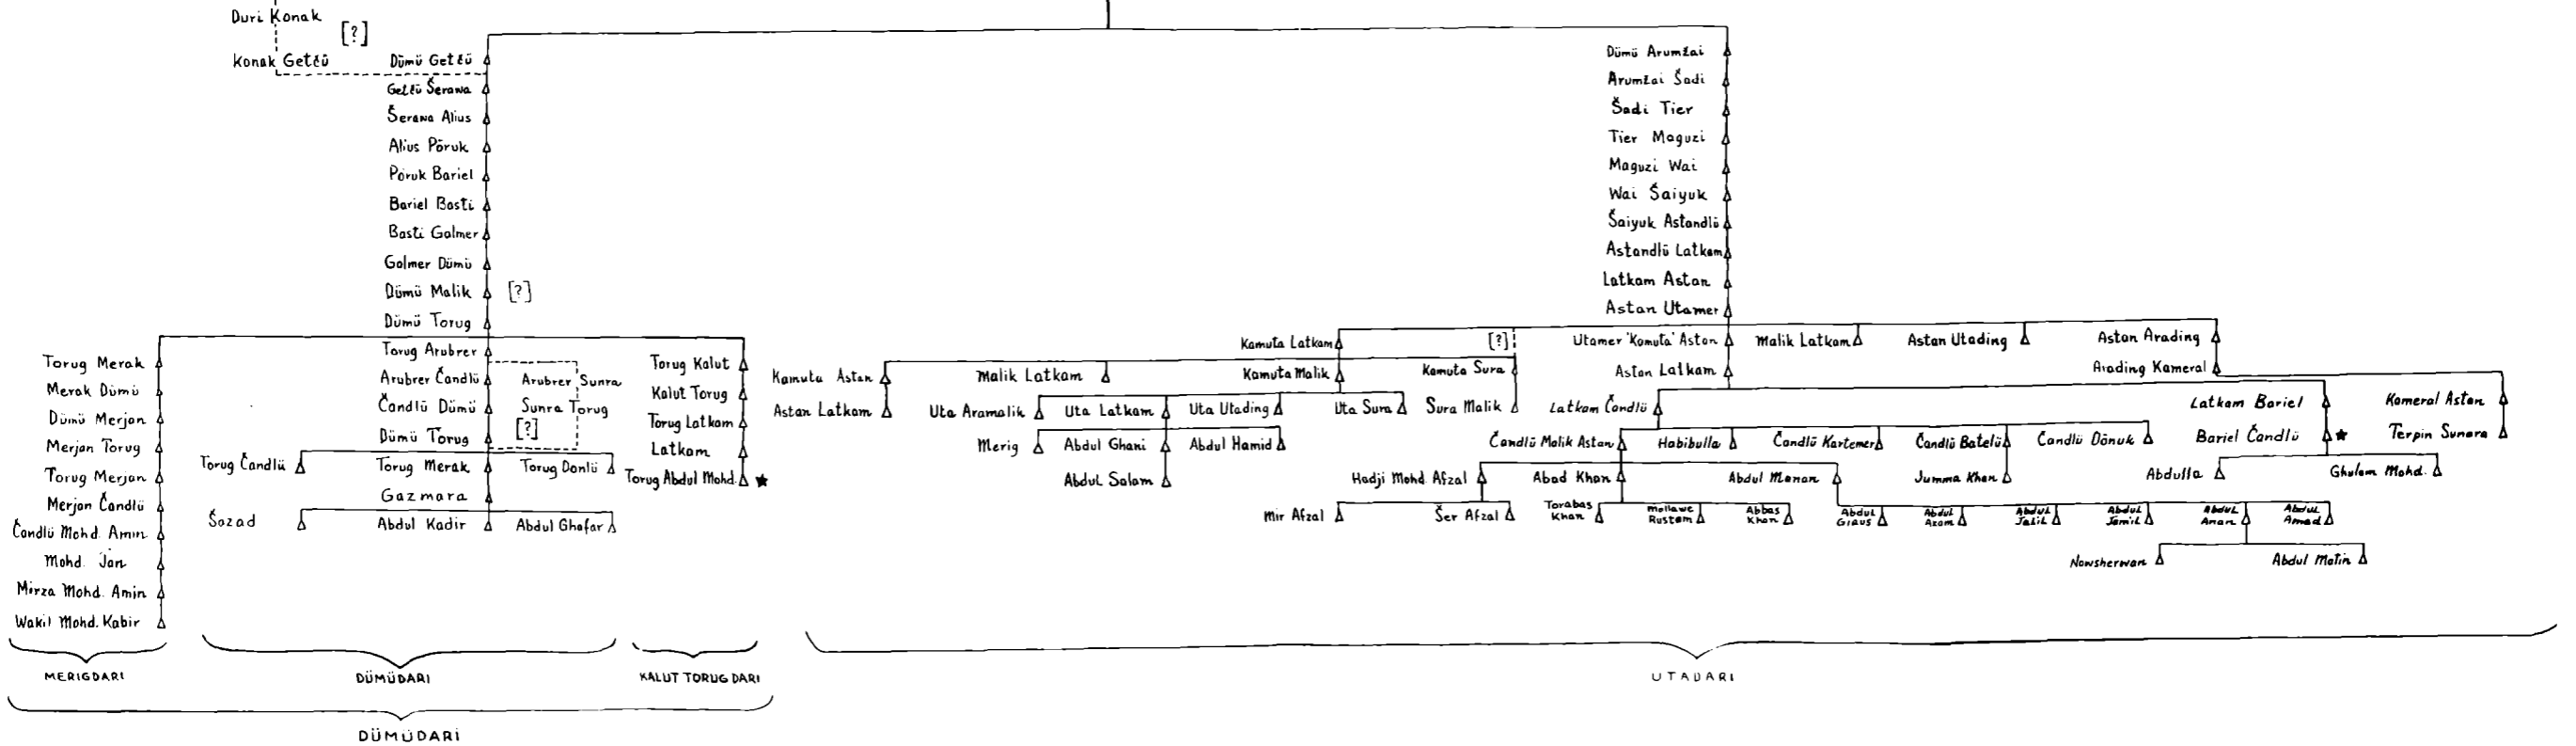 Duri Konak
[?]
Konak Getčü
Dümü Getčü
Getčü Šerawa
Šerawa Alius
Alius Pöruk
Pöruk Bariel
Bariel Basti
Basti Golmer
Golmer Dümü
Dümü Malik [?]
Dümü Torug
Torug Merak
Merak Dümü
Dümü Merjan
Merjan Torug
Torug Merjan
Merjan Čandlü
Čandlü Mohd. Amin
Mohd. Jan
Mirza Mohd. Amin
Wakil Mohd. Kabir
Torug Arubrer
Arubrer Čandlü
Čandlü Dümü
Dümü Torug
Arubrer Sunra
Sunra Torug
[?]
Torug Čandlü
Torug Merak
Torug Donlü
Gazmara
Šazad
Abdul Kadir
Abdul Ghafar
Torug Kalut
Kalut Torug
Torug Latkam
Latkam
Torug Abdul Mohd. ★
Dümü Arumžai
Arumžai Šadi
Šadi Tier
Tier Maguzi
Maguzi Wai
Wai Šaiyuk
Šaiyuk Astandlü
Astandlü Latkam
Latkam Astan
Astan Utamer
Kamuta Latkam
[?]
Utamer 'Komuta' Astan
Malik Latkam
Astan Utading
Astan Arading
Kamuta Astan
Malik Latkam
Kamuta Malik
Kamuta Sura
Astan Latkam
Arading Kameral
Astan Latkam
Uta Aramalik
Uta Latkam
Uta Utading
Uta Sura
Sura Malik
Latkam Čandlü
Latkam Bariel
Kameral Astan
Merig
Abdul Ghani
Abdul Hamid
Čandlü Malik Astan
Habibulla
Čandlü Kartemer
Čandlü Batelü
Čandlü Dönuk
Bariel Čandlü ★
Terpin Sunara
Abdul Salam
Hadji Mohd. Afzal
Abad Khan
Abdul Manan
Jumma Khan
Abdulla
Ghulam Mohd.
Mir Afzal
Šer Afzal
Torabas
Khan
Mollawe
Rustam
Abbas
Khan
Abdul
Giaus
Abdul
Azam
Abdul
Jalil
Abdul
Jamil
Abdul
Anan
Abdul
Amad
Nowsherwan
Abdul Matin
MERIGDARI
DÜMÜDARI
KALUT TORUGDARI
UTADARI
DÜMÜDARI